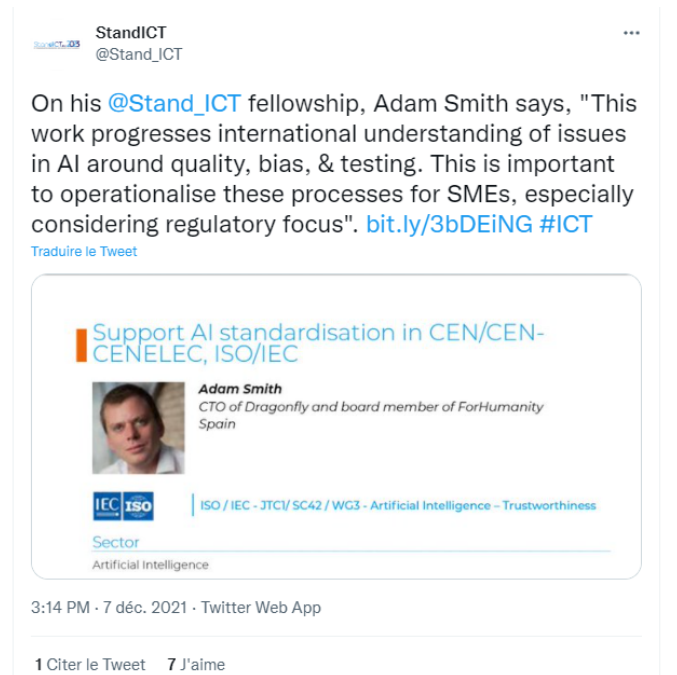 StandICT
@Stand_ICT
On his @Stand_ICT fellowship, Adam Smith says, "This
work progresses international understanding of issues
in AI around quality, bias, & testing. This is important
to operationalise these processes for SMEs, especially
considering regulatory focus". bit.ly/3bDEiNG #ICT
Traduire le Tweet
Support AI standardisation in CEN/CEN-
CENELEC, ISO/IEC
Adam Smith
CTO of Dragonfly and board member of ForHumanity
Spain
IEC ISO
ISO / IEC - JTC1/ SC42 / WG3 - Artificial Intelligence – Trustworthiness
Sector
Artificial Intelligence
3:14 PM · 7 déc. 2021 · Twitter Web App
1 Citer le Tweet 7 J'aime